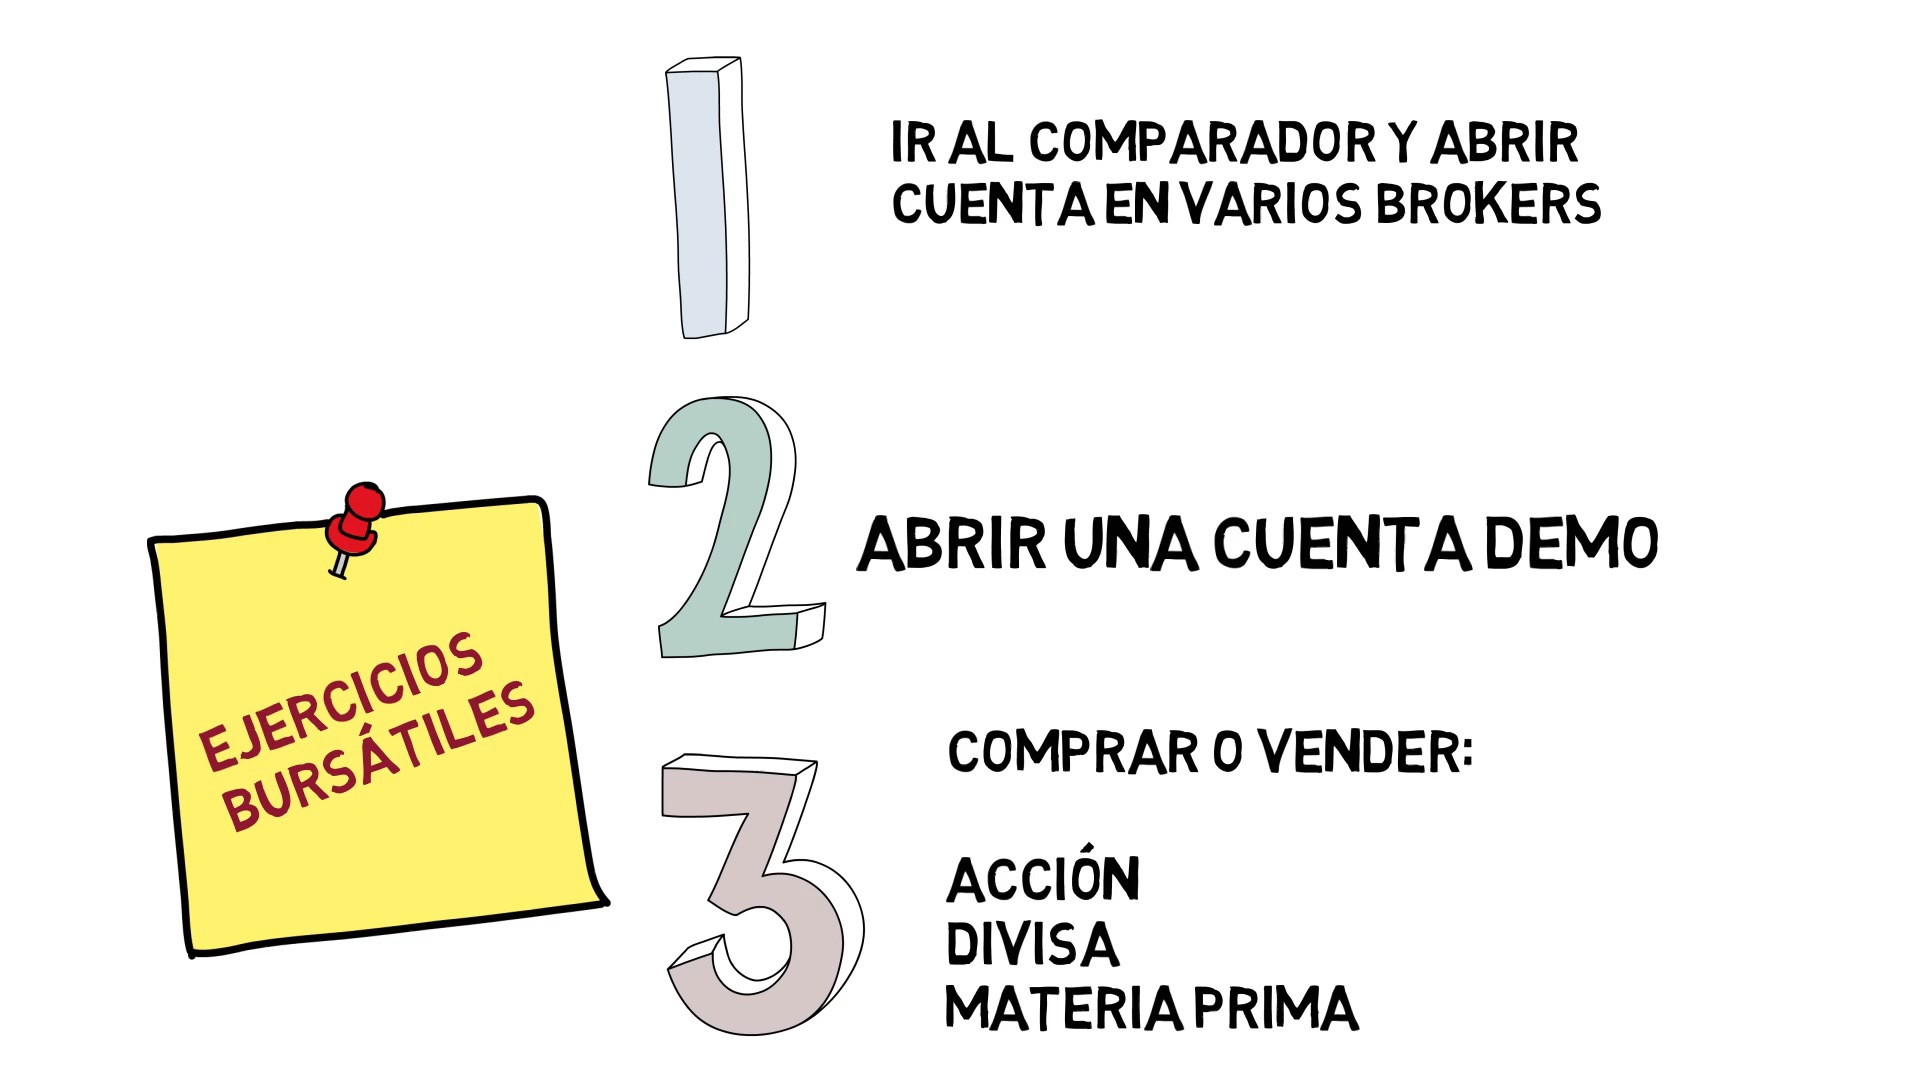 1
IR AL COMPARADOR Y ABRIR
CUENTA EN VARIOS BROKERS
2
ABRIR UNA CUENTA DEMO
EJERCICIOS
BURSÁTILES
3
COMPRAR O VENDER:
ACCIÓN
DIVISA
MATERIA PRIMA